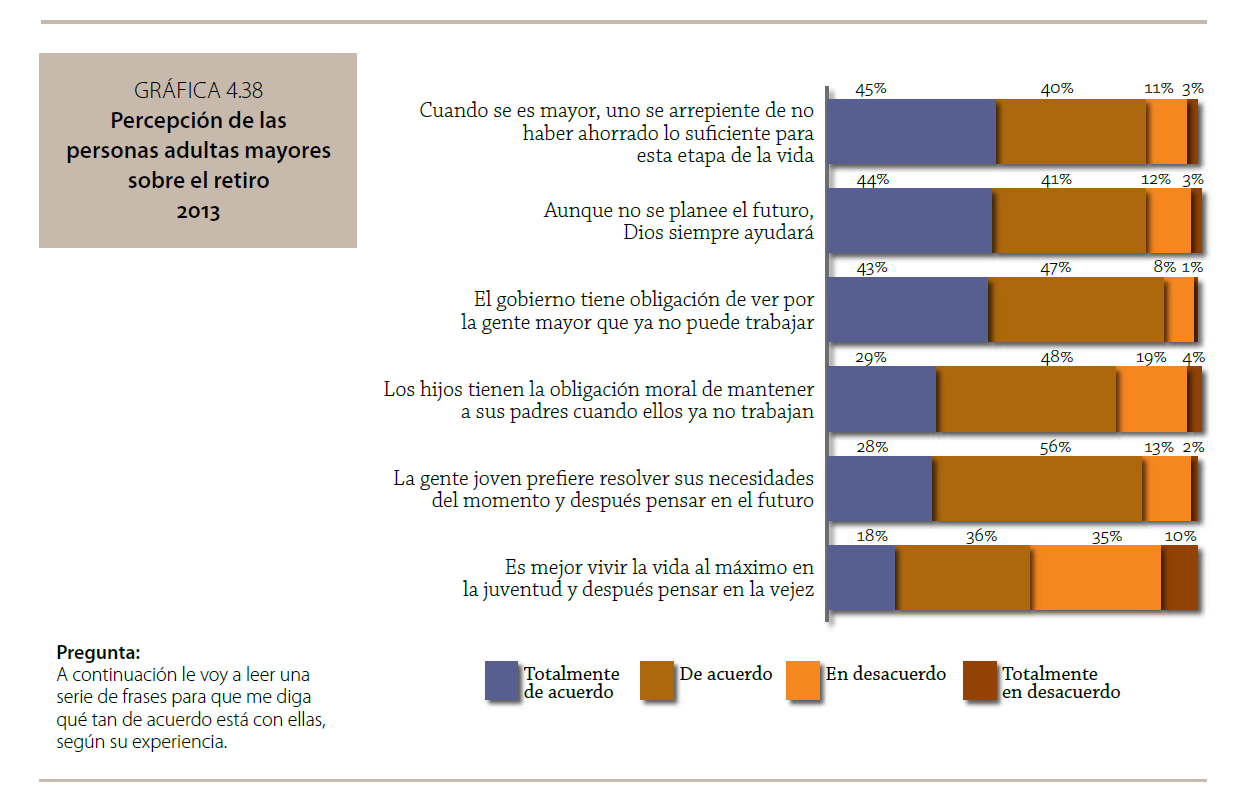 GRÁFICA 4.38
Percepción de las
personas adultas mayores
sobre el retiro
2013
45% 40% 11% 3%
Cuando se es mayor, uno se arrepiente de no
haber ahorrado lo suficiente para
esta etapa de la vida
44% 41% 12% 3%
Aunque no se planee el futuro,
Dios siempre ayudará
43% 47% 8% 1%
El gobierno tiene obligación de ver por
la gente mayor que ya no puede trabajar
29% 48% 19% 4%
Los hijos tienen la obligación moral de mantener
a sus padres cuando ellos ya no trabajan
28% 56% 13% 2%
La gente joven prefiere resolver sus necesidades
del momento y después pensar en el futuro
18% 36% 35% 10%
Es mejor vivir la vida al máximo en
la juventud y después pensar en la vejez
Pregunta:
A continuación le voy a leer una
serie de frases para que me diga
qué tan de acuerdo está con ellas,
según su experiencia.
Totalmente
de acuerdo
De acuerdo
En desacuerdo
Totalmente
en desacuerdo